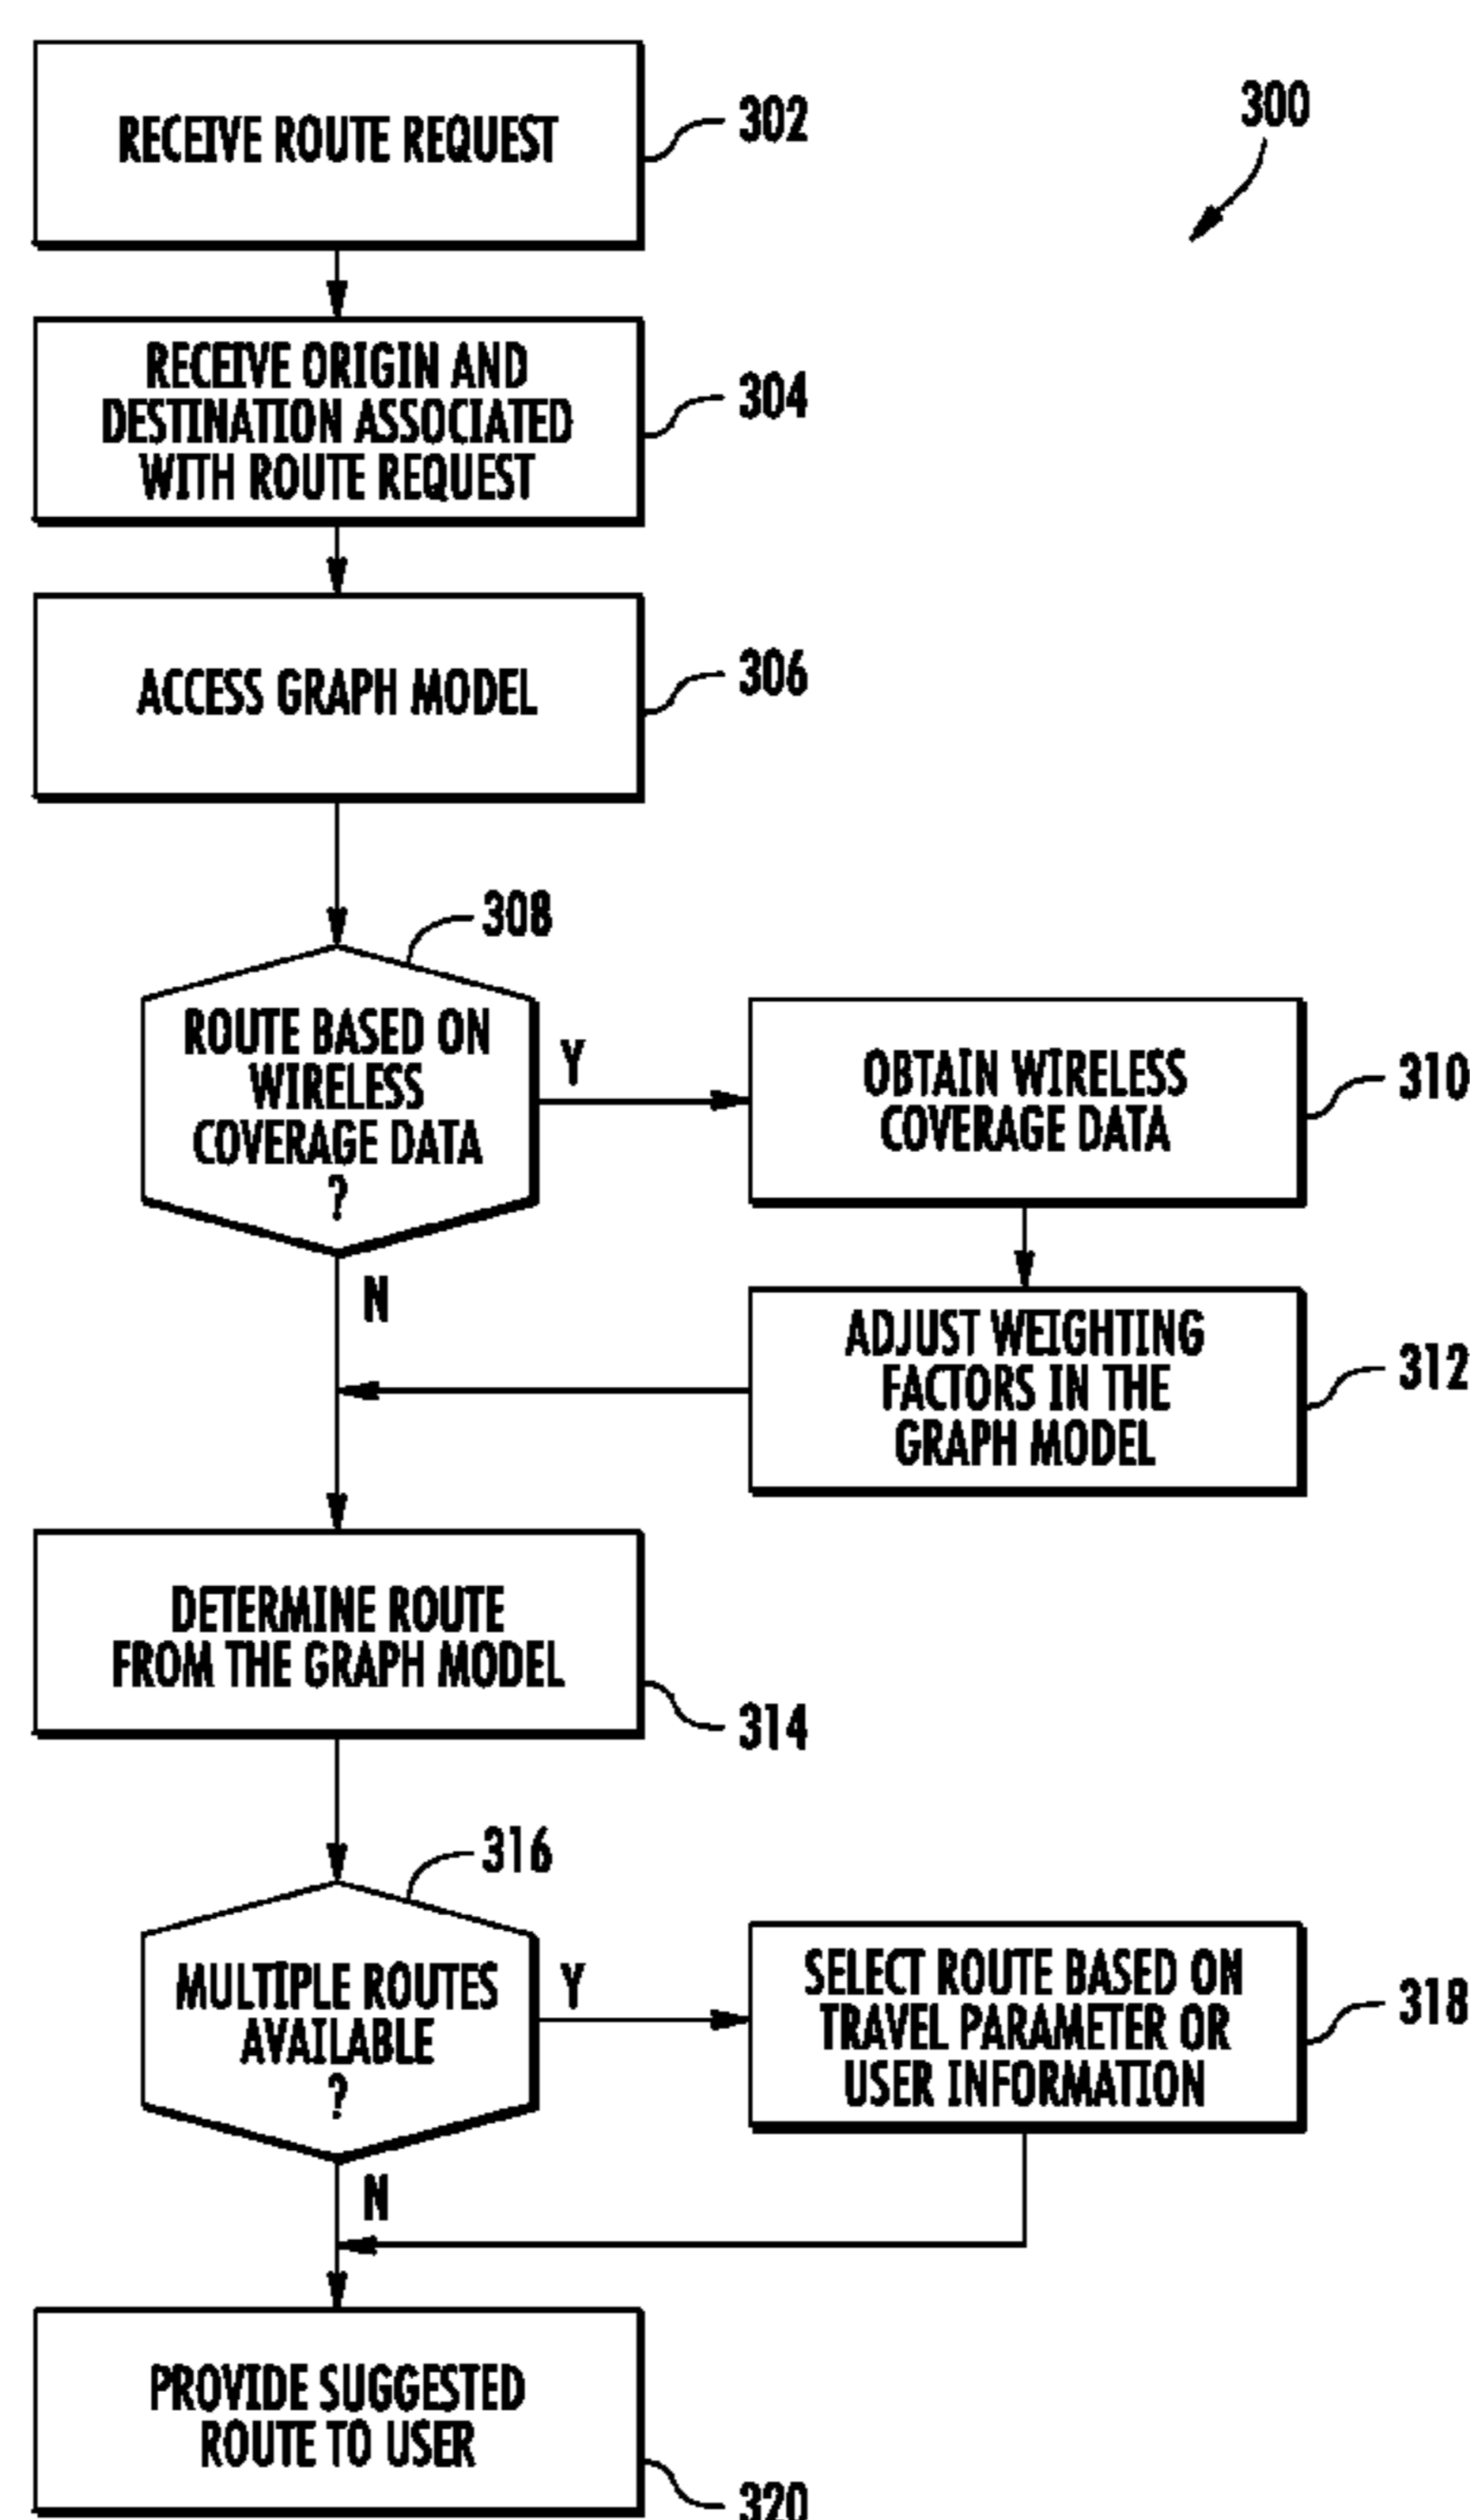 RECEIVE ROUTE REQUEST
302
300
RECEIVE ORIGIN AND
DESTINATION ASSOCIATED
WITH ROUTE REQUEST
304
ACCESS GRAPH MODEL
306
308
ROUTE BASED ON
WIRELESS
COVERAGE DATA
?
Y
OBTAIN WIRELESS
COVERAGE DATA
310
N
ADJUST WEIGHTING
FACTORS IN THE
GRAPH MODEL
312
DETERMINE ROUTE
FROM THE GRAPH MODEL
314
316
MULTIPLE ROUTES
AVAILABLE
?
Y
SELECT ROUTE BASED ON
TRAVEL PARAMETER OR
USER INFORMATION
318
N
PROVIDE SUGGESTED
ROUTE TO USER
320